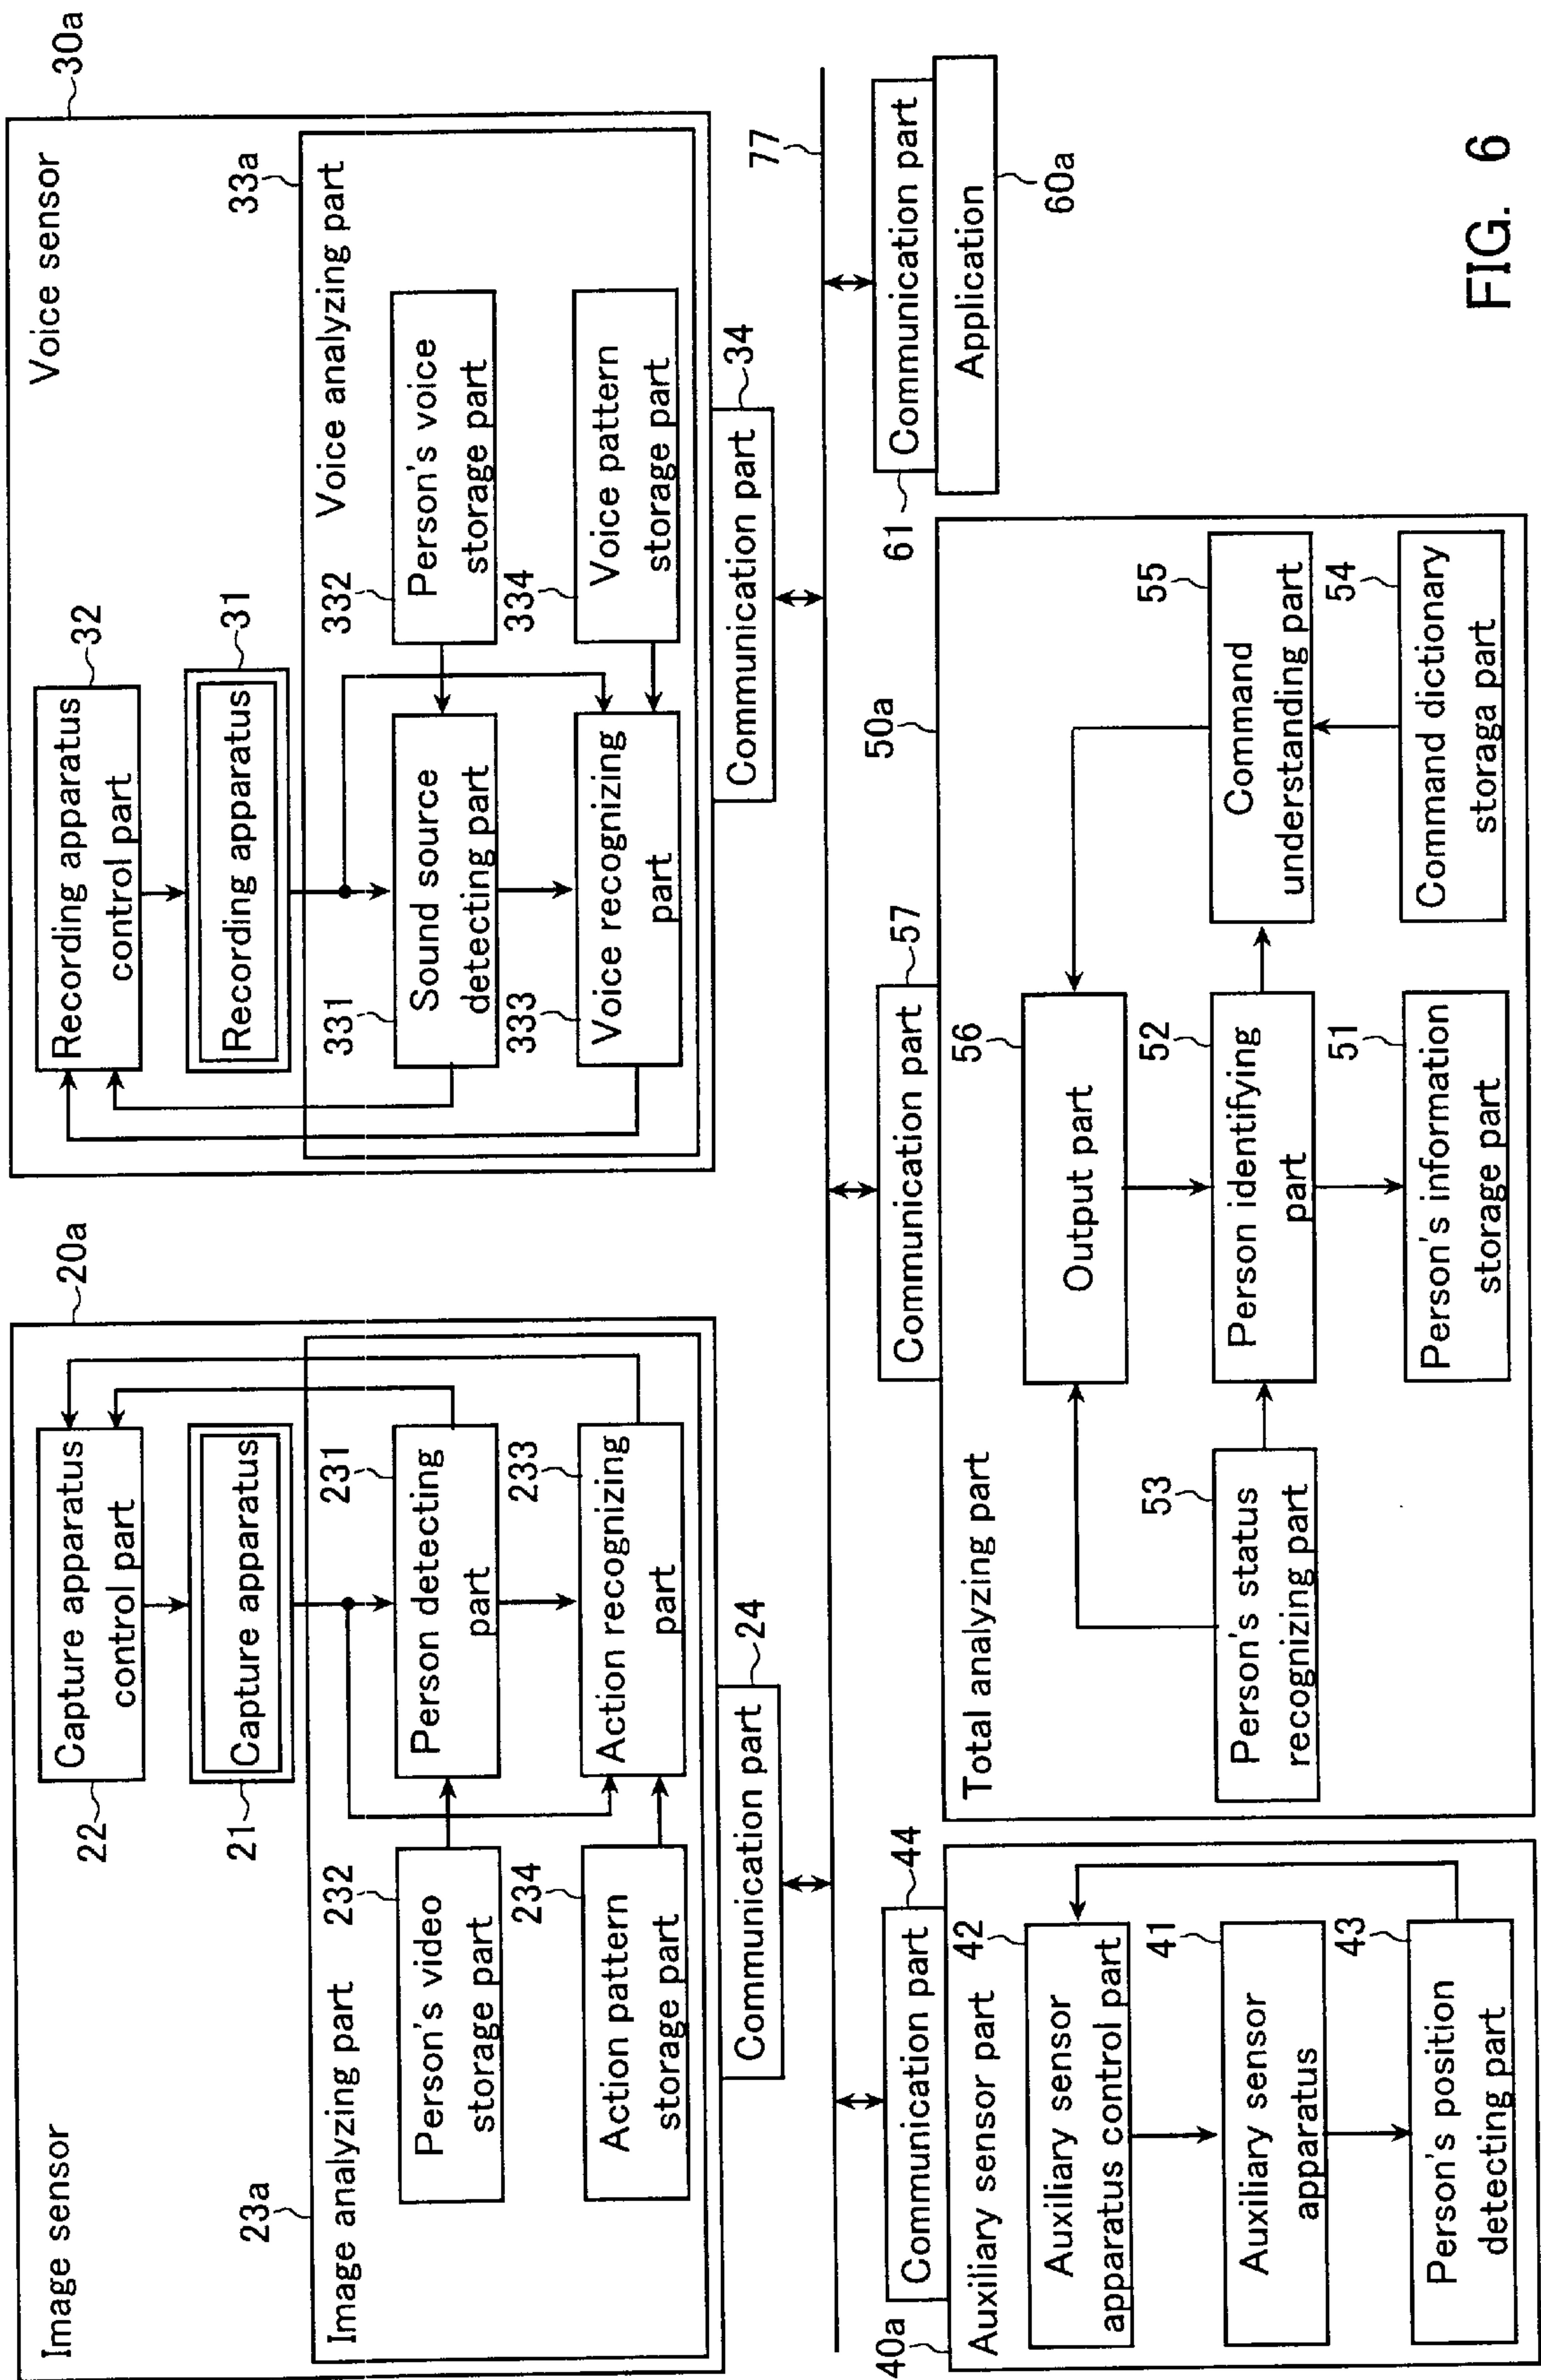 Image sensor
20a
22
Capture apparatus
control part
21
Capture apparatus
23a
Image analyzing part
232
Person's video
storage part
231
Person detecting
part
234
Action pattern
storage part
233
Action recognizing
part
Communication part
24
Voice sensor
30a
Recording apparatus
control part
32
Recording apparatus
31
33a
Voice analyzing part
331
Sound source
detecting part
332
Person's voice
storage part
333
Voice recognizing
part
334
Voice pattern
storage part
Communication part
34
77
40a
Communication part
44
Auxiliary sensor part
42
Auxiliary sensor
apparatus control part
41
Auxiliary sensor
apparatus
43
Person's position
detecting part
Communication part
57
50a
Total analyzing part
56
Output part
53
Person's status
recognizing part
52
Person identifying
part
55
Command
understanding part
51
Person's information
storage part
54
Command dictionary
storaga part
61
Communication part
Application
60a
FIG. 6